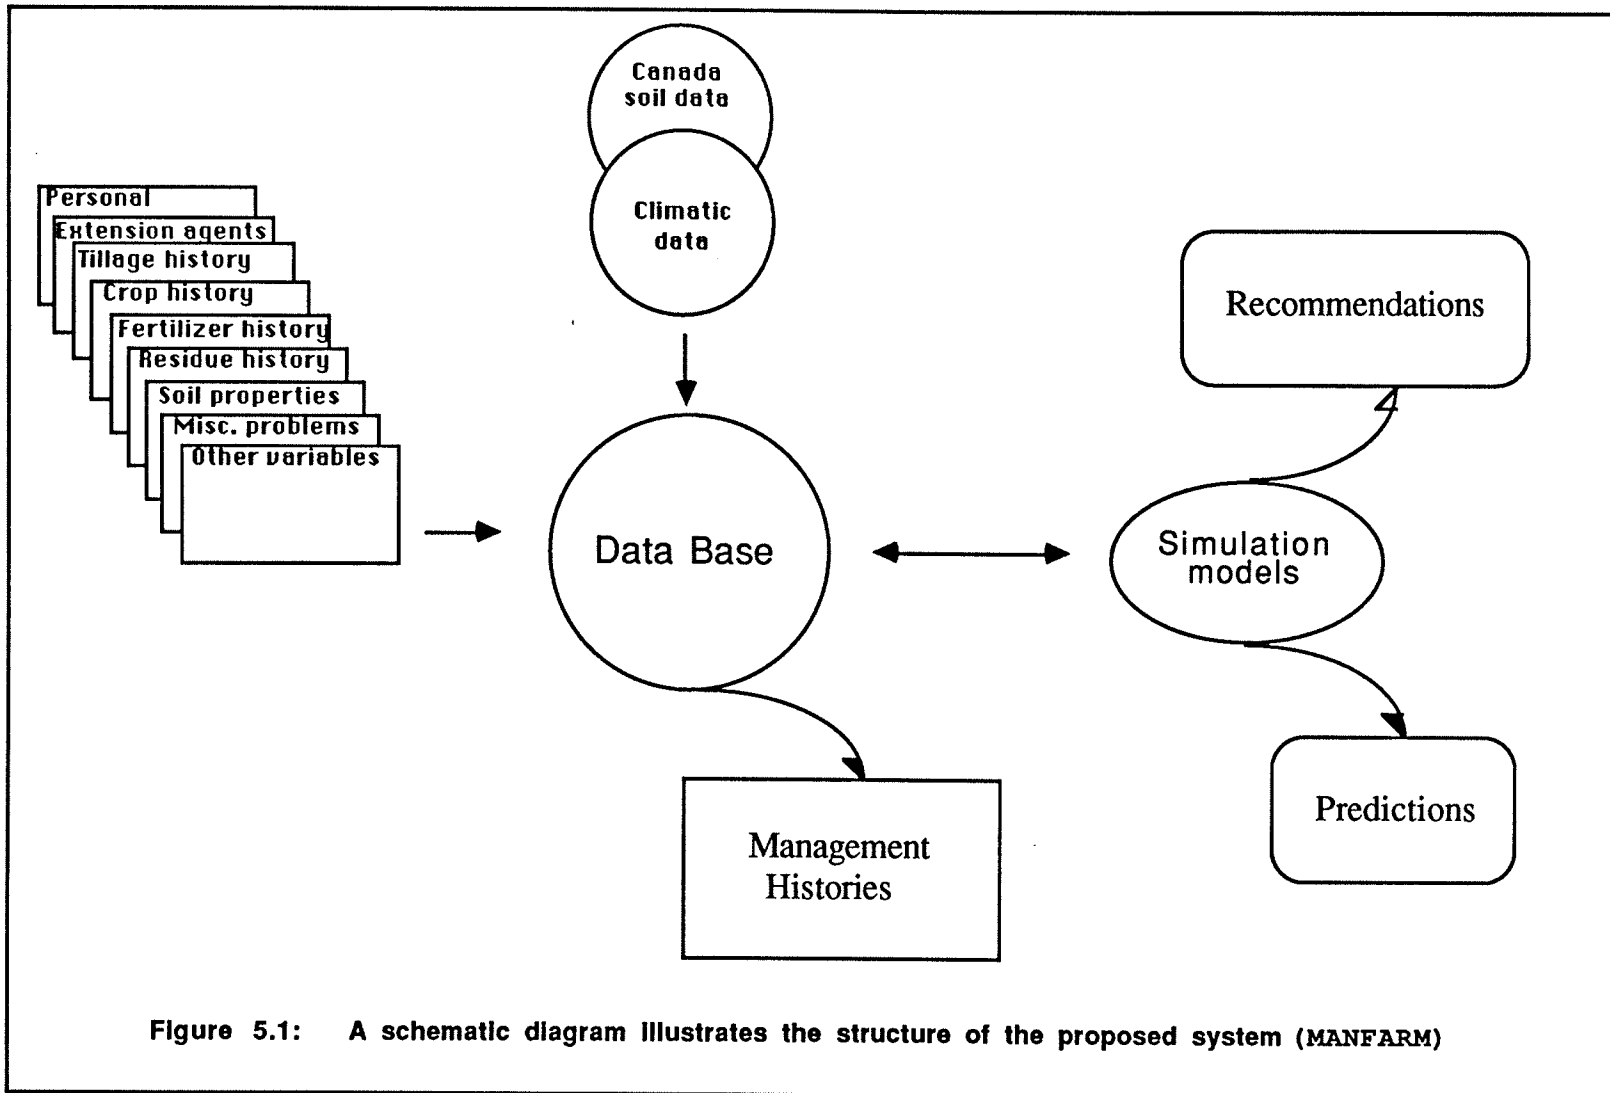 Canada
soil data
Climatic
data
Personal
Extension agents
Tillage history
Crop history
Fertilizer history
Residue history
Soil properties
Misc. problems
Other variables
Data Base
Simulation
models
Recommendations
Predictions
Management
Histories
Figure 5.1: A schematic diagram illustrates the structure of the proposed system (MANFARM)